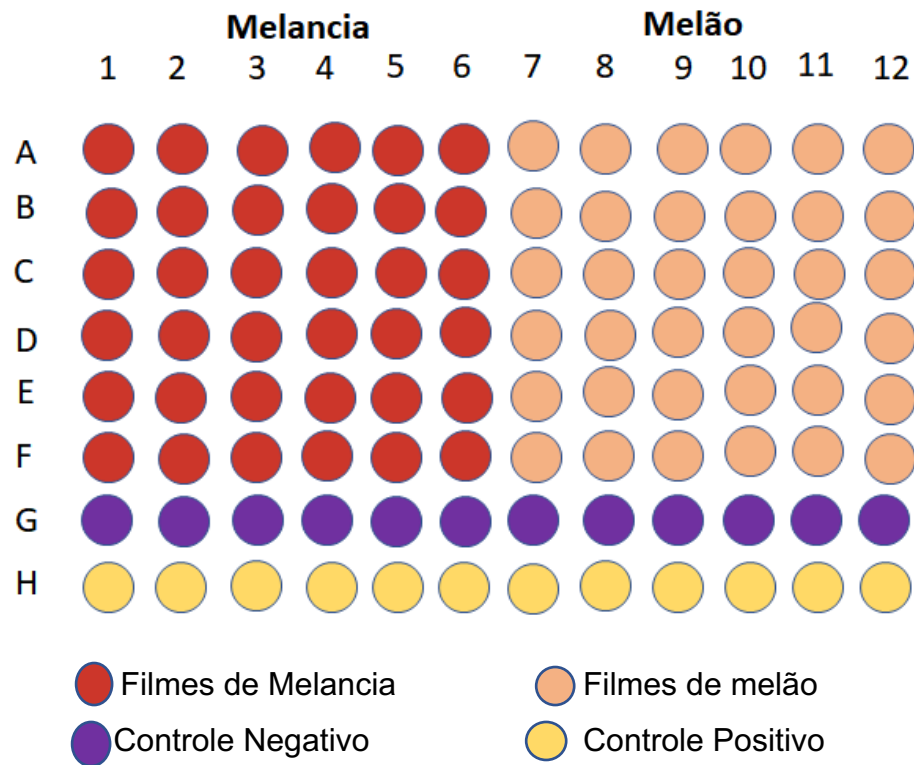 Melancia Melão
1 2 3 4 5 6 7 8 9 10 11 12
A
B
C
D
E
F
G
H
Filmes de Melancia Filmes de melão
Controle Negativo Controle Positivo